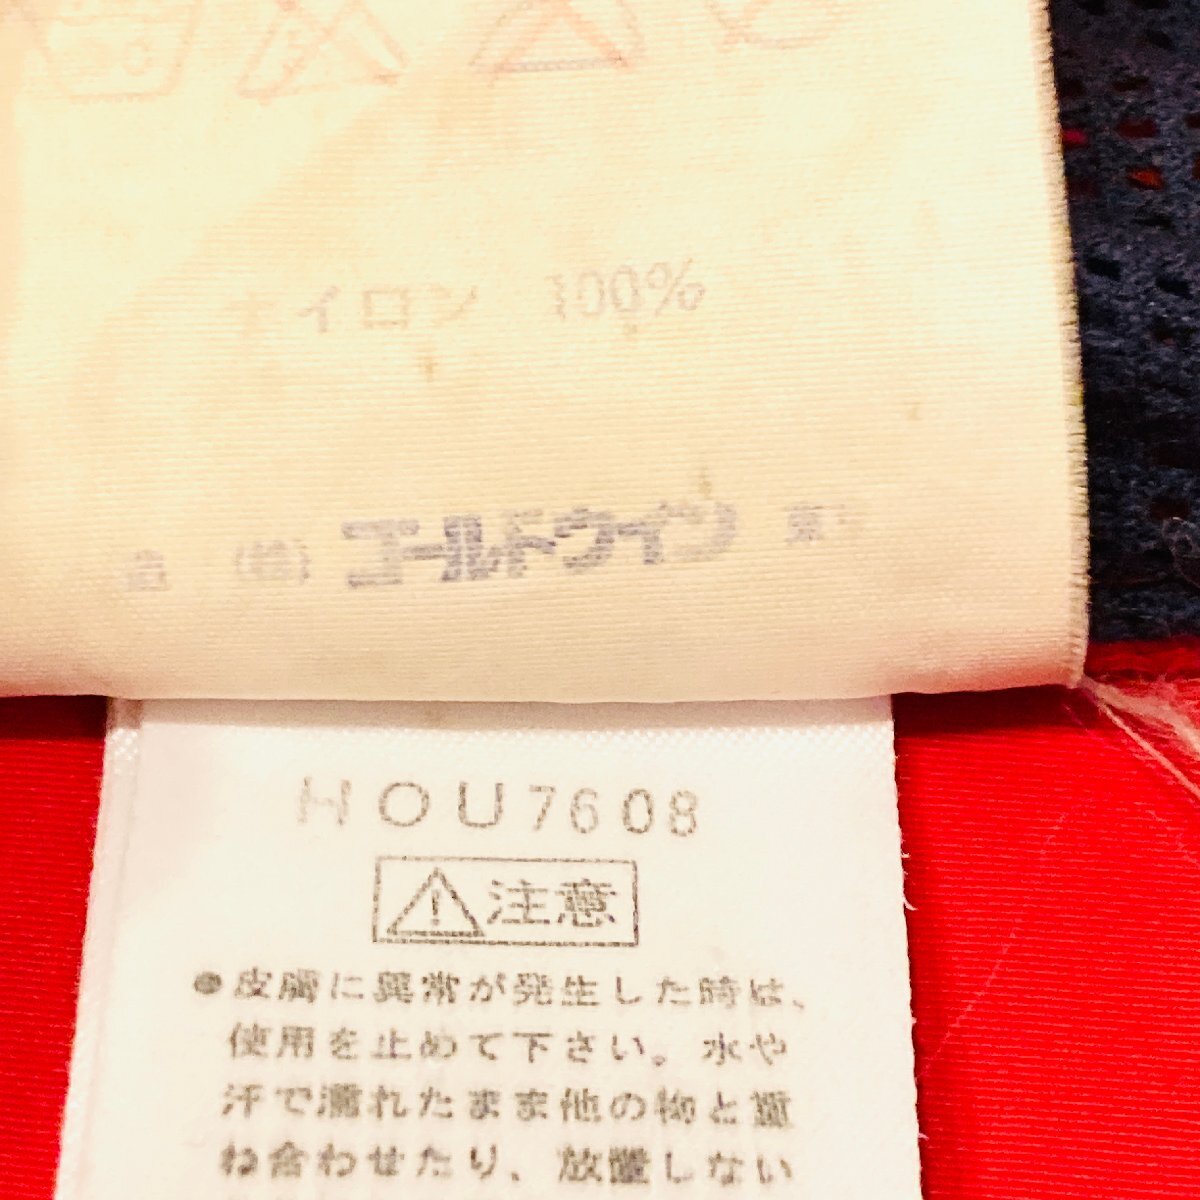 ナイロン 100%
(株) ゴールドウイン 東
HOU7608
注意
●皮膚に異常が発生した時は、
使用を止めて下さい。水や
汗で濡れたまま他の物と重
ね合わせたり、放置しない